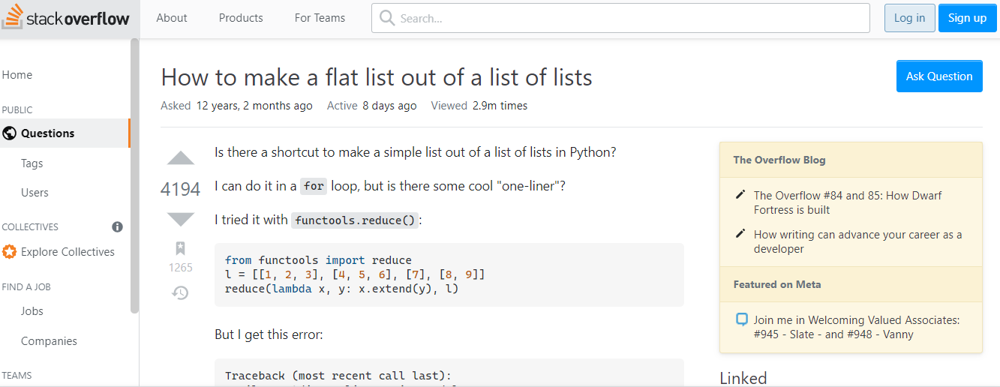 stackoverflow
About
Products
For Teams
Search...
Log in
Sign up
Home
PUBLIC
Questions
Tags
Users
COLLECTIVES
Explore Collectives
FIND A JOB
Jobs
Companies
TEAMS
How to make a flat list out of a list of lists
Ask Question
Asked 12 years, 2 months ago Active 8 days ago Viewed 2.9m times
4194
1265
Is there a shortcut to make a simple list out of a list of lists in Python?
I can do it in a for loop, but is there some cool "one-liner"?
I tried it with functools.reduce():
from functools import reduce
l = [[1, 2, 3], [4, 5, 6], [7], [8, 9]]
reduce(lambda x, y: x.extend(y), l)
But I get this error:
Traceback (most recent call last):
The Overflow Blog
The Overflow #84 and 85: How Dwarf
Fortress is built
How writing can advance your career as a
developer
Featured on Meta
Join me in Welcoming Valued Associates:
#945 - Slate - and #948 - Vanny
Linked